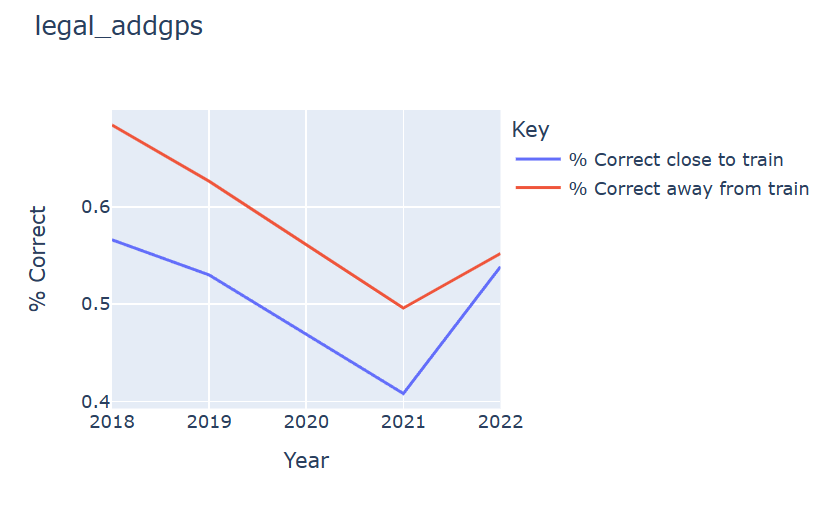 legal_addgps
Key
% Correct close to train
% Correct away from train
% Correct
0.6
0.5
0.4
2018 2019 2020 2021 2022
Year